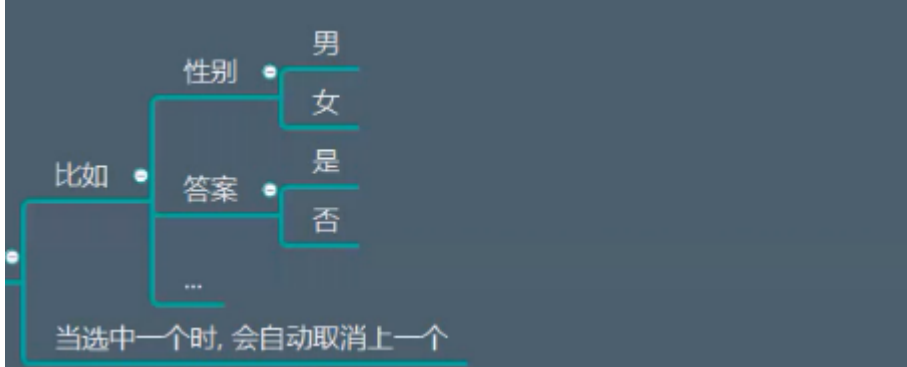 比如
性别
男
女
答案
是
否
...
当选中一个时, 会自动取消上一个